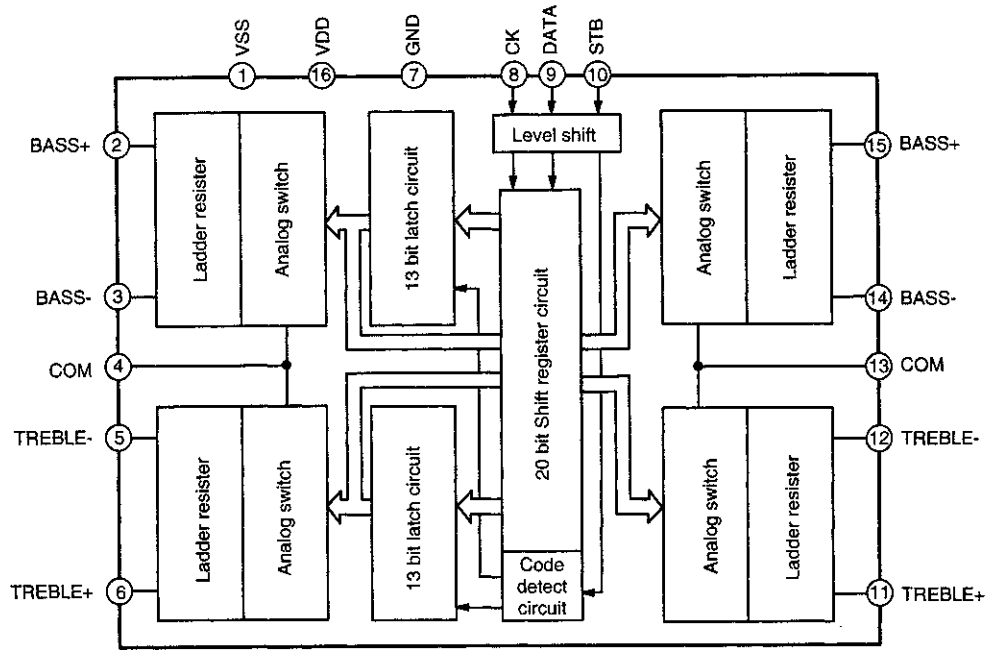 VSS
VDD
GND
CK
DATA
STB
1
16
7
8
9
10
Level shift
BASS+
2
15
BASS+
Ladder resister
Analog switch
13 bit latch circuit
20 bit Shift register circuit
Analog switch
Ladder resister
BASS-
3
14
BASS-
COM
4
13
COM
TREBLE-
5
12
TREBLE-
Ladder resister
Analog switch
13 bit latch circuit
Analog switch
Ladder resister
Code
detect
circuit
TREBLE+
6
11
TREBLE+